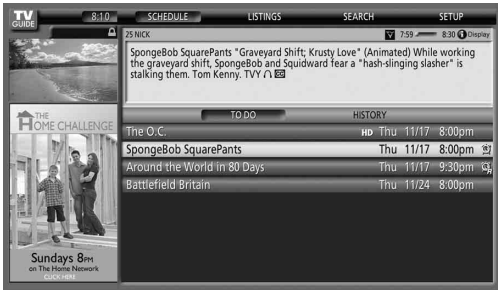 TV
GUIDE
8:10
SCHEDULE
LISTINGS
SEARCH
SETUP
25 NICK
7:59
8:30
Display
SpongeBob SquarePants "Graveyard Shift; Krusty Love" (Animated) While working
the graveyard shift, SpongeBob and Squidward fear a "hash-slinging slasher" is
stalking them. Tom Kenny. TVY
TO DO
HISTORY
THE
HOME CHALLENGE
The O.C. HD Thu 11/17 8:00pm
SpongeBob SquarePants Thu 11/17 8:00pm
Around the World in 80 Days Thu 11/17 9:30pm
Battlefield Britain Thu 11/24 8:00pm
Sundays 8PM
on The Home Network
CLICK HERE